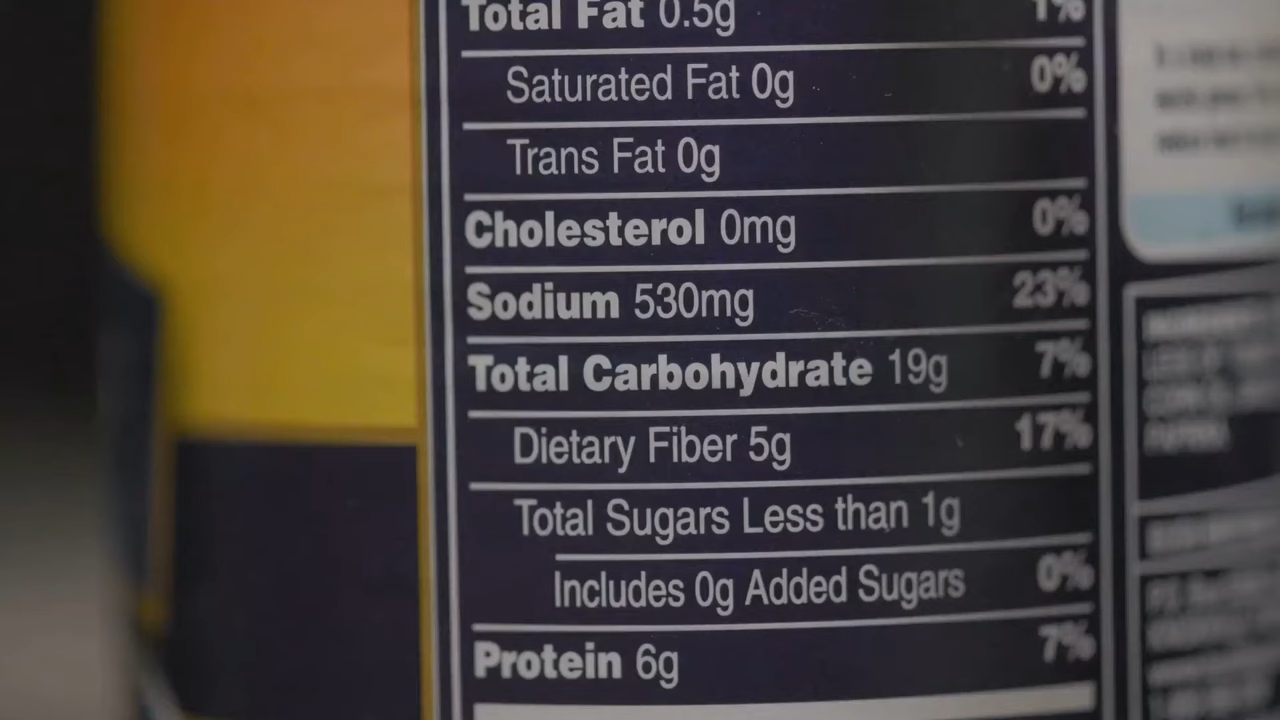 Total Fat 0.5g 1%
Saturated Fat 0g 0%
Trans Fat 0g
Cholesterol 0mg 0%
Sodium 530mg 23%
Total Carbohydrate 19g 7%
Dietary Fiber 5g 17%
Total Sugars Less than 1g
Includes 0g Added Sugars 0%
Protein 6g 7%